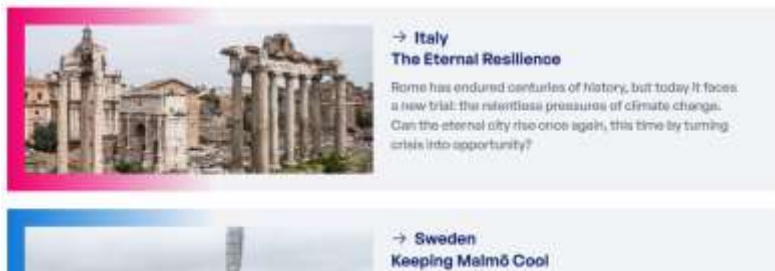 → Italy
The Eternal Resilience
Rome has endured centuries of history, but today it faces
a new trial: the relentless pressures of climate change.
Can the eternal city rise once again, this time by turning
crisis into opportunity?
→ Sweden
Keeping Malmö Cool